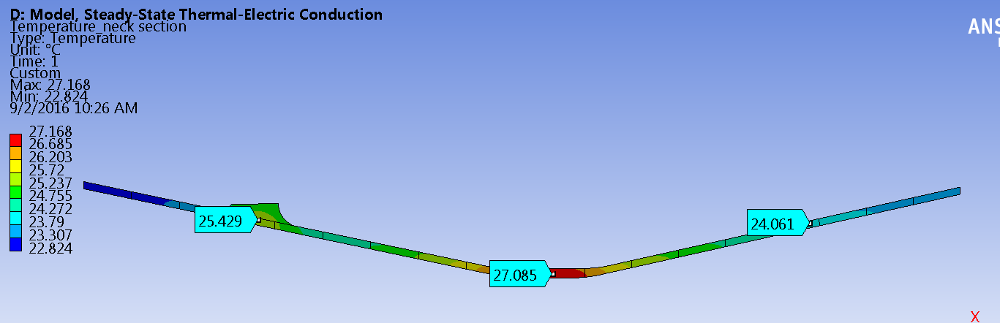 D: Model, Steady-State Thermal-Electric Conduction
Temperature_neck section
Type: Temperature
Unit: °C
Time: 1
Custom
Max: 27.168
Min: 22.824
9/2/2016 10:26 AM
ANS
27.168
26.685
26.203
25.72
25.237
24.755
24.272
23.79
23.307
22.824
25.429
27.085
24.061
X